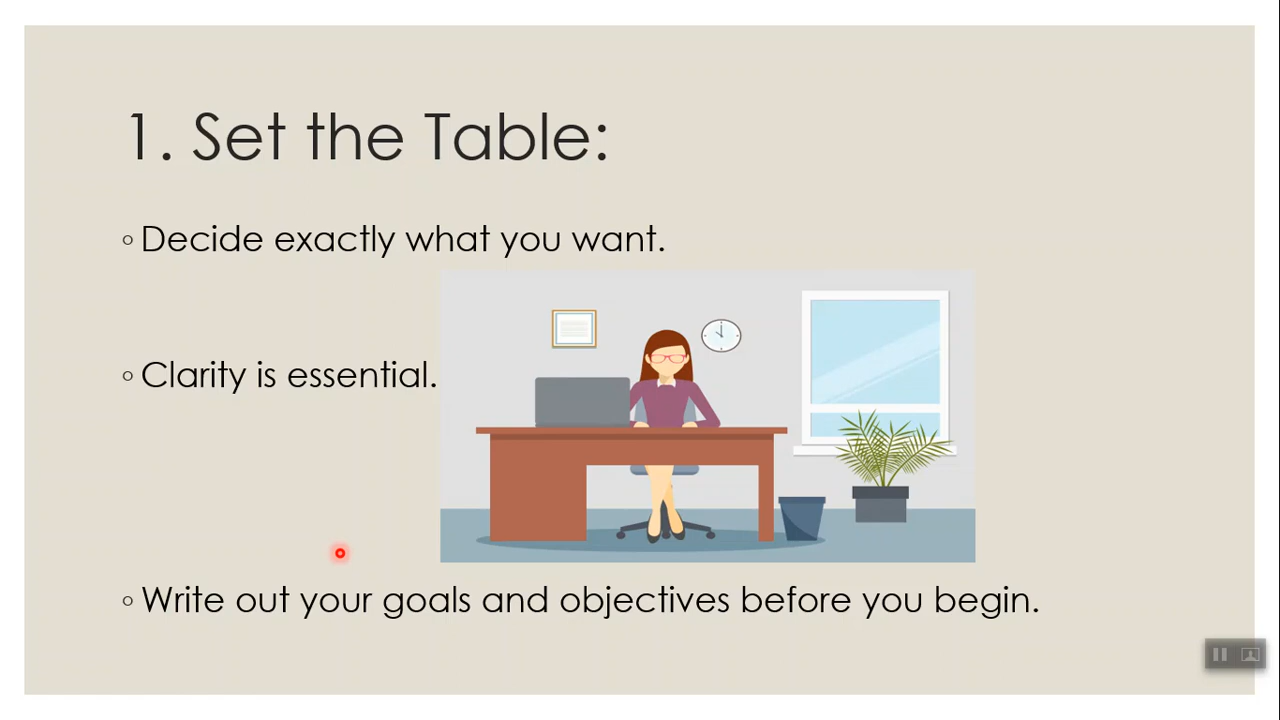 1. Set the Table:
◦ Decide exactly what you want.
◦ Clarity is essential.
◦ Write out your goals and objectives before you begin.